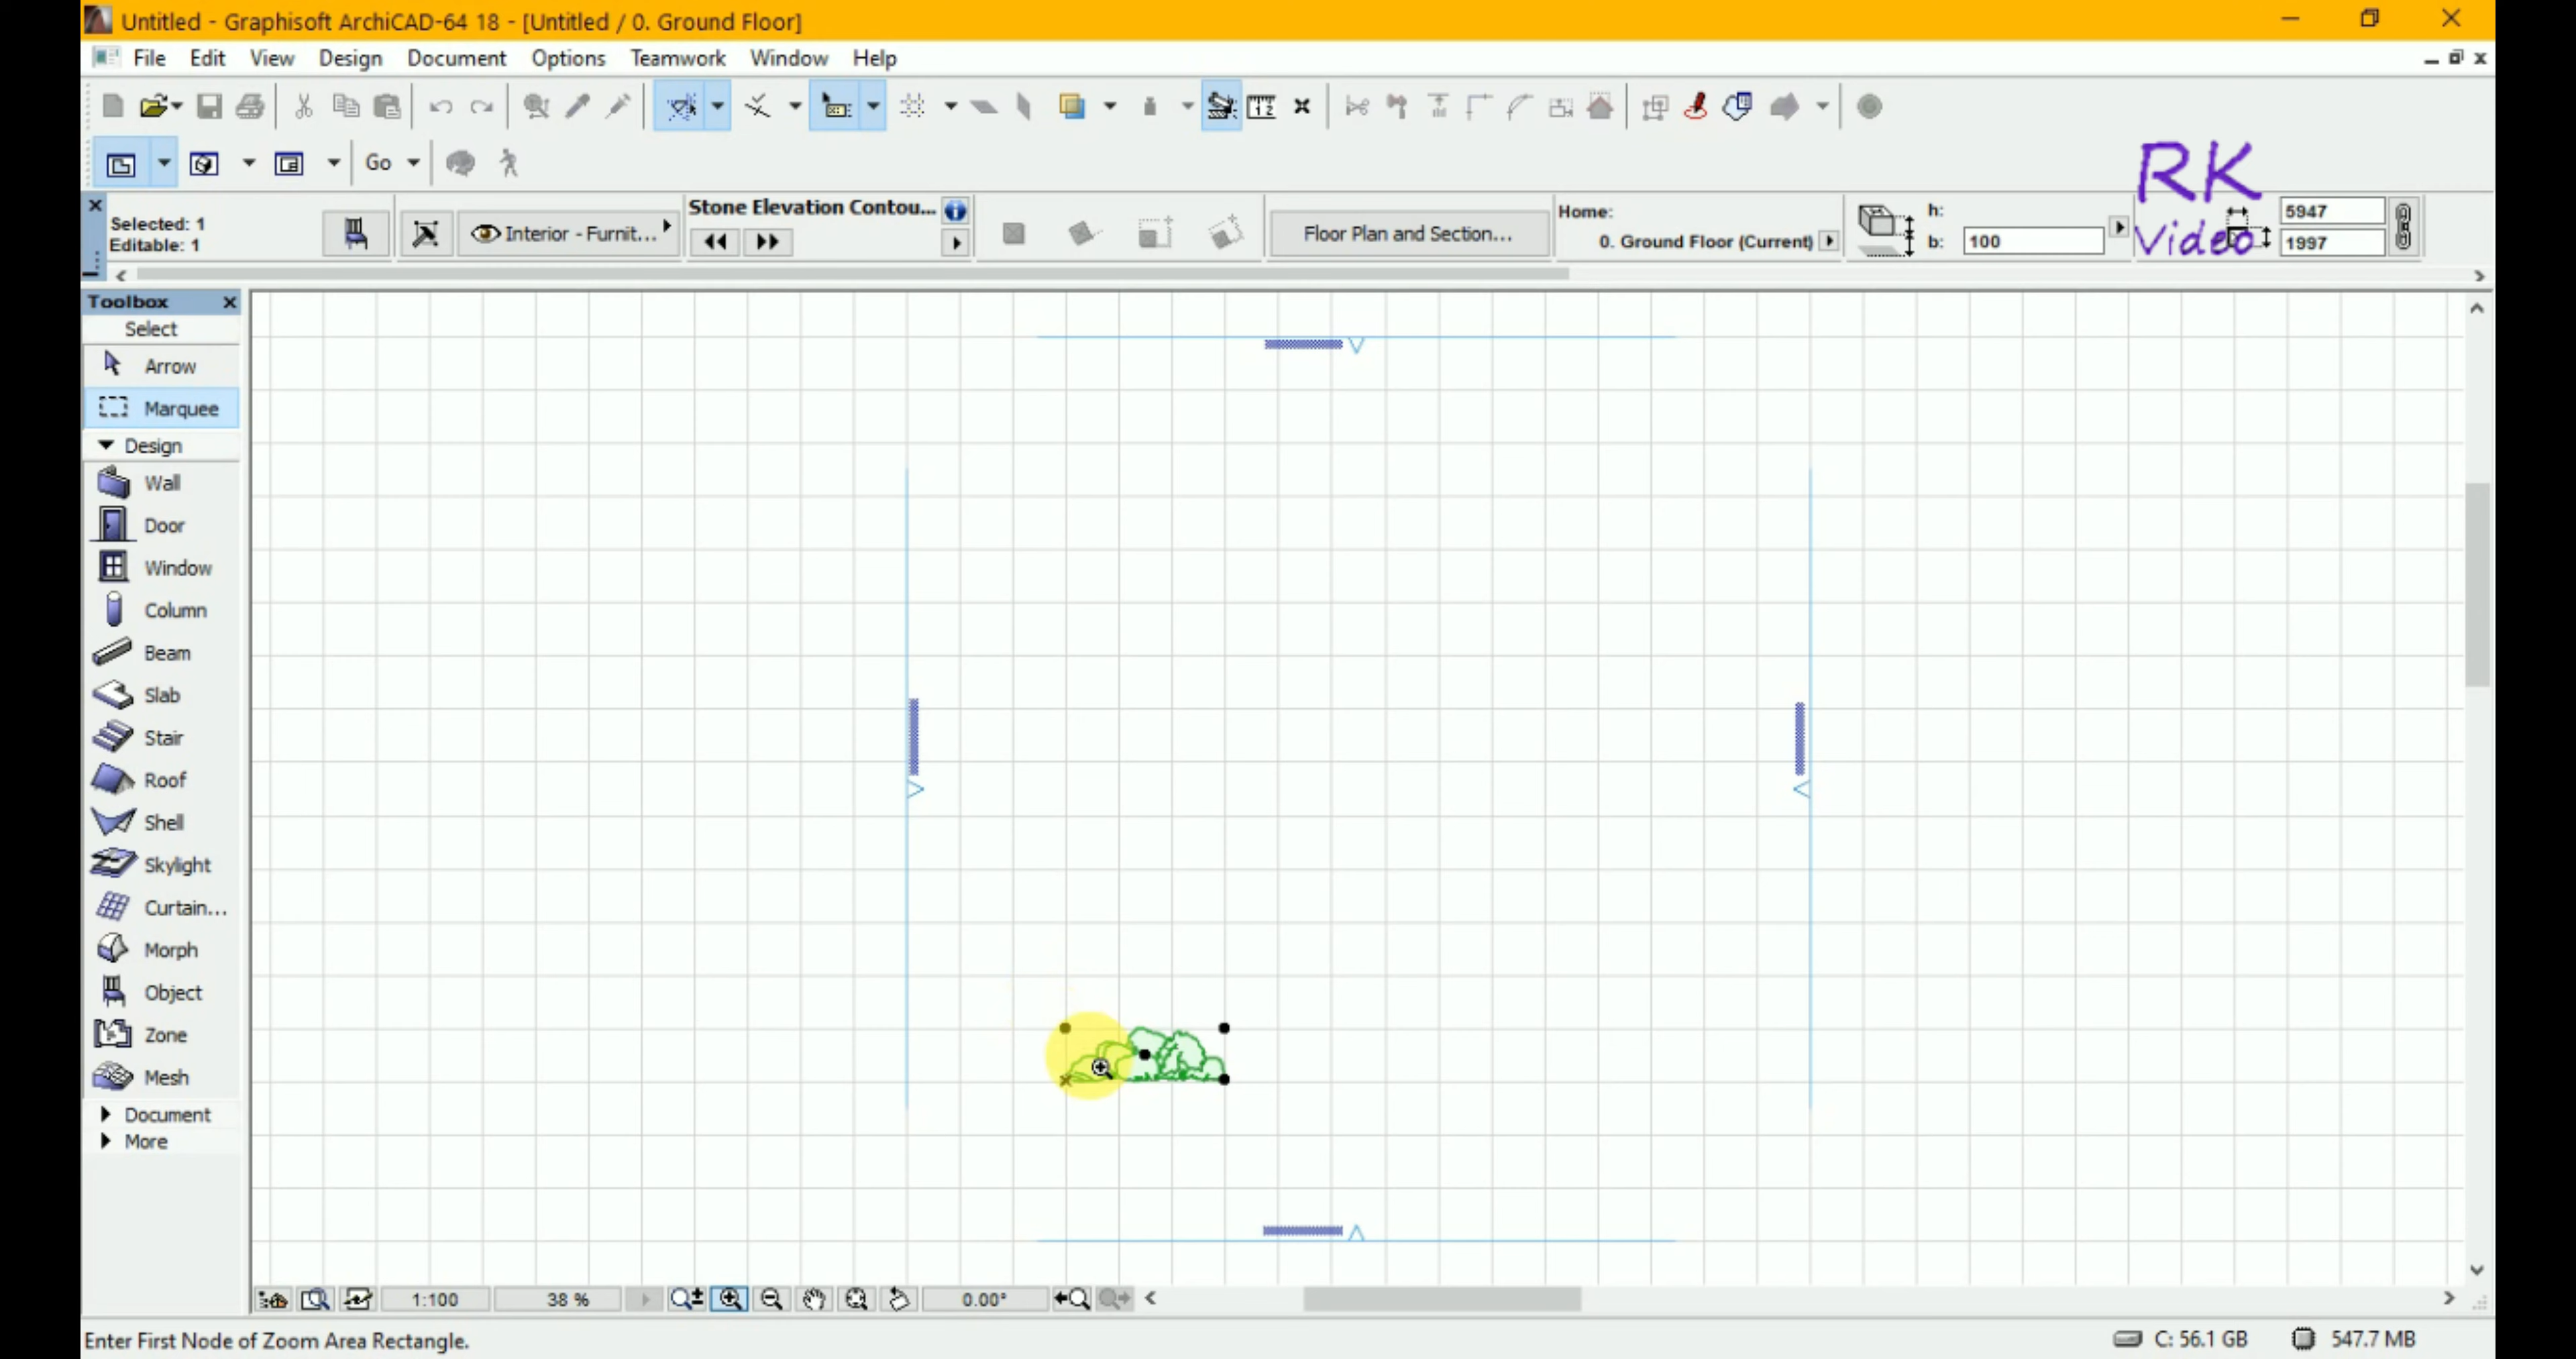 Untitled - Graphisoft ArchiCAD-64 18 - [Untitled / 0. Ground Floor]
File Edit View Design Document Options Teamwork Window Help
Go
RK
Video
Selected: 1
Editable: 1
Interior - Furnit...
Stone Elevation Contou...
Floor Plan and Section...
Home:
0. Ground Floor (Current)
h:
b: 100
5947
1997
Toolbox
Select
Arrow
Marquee
Design
Wall
Door
Window
Column
Beam
Slab
Stair
Roof
Shell
Skylight
Curtain...
Morph
Object
Zone
Mesh
Document
More
1:100 38 % 0.00°
Enter First Node of Zoom Area Rectangle.
C: 56.1 GB 547.7 MB